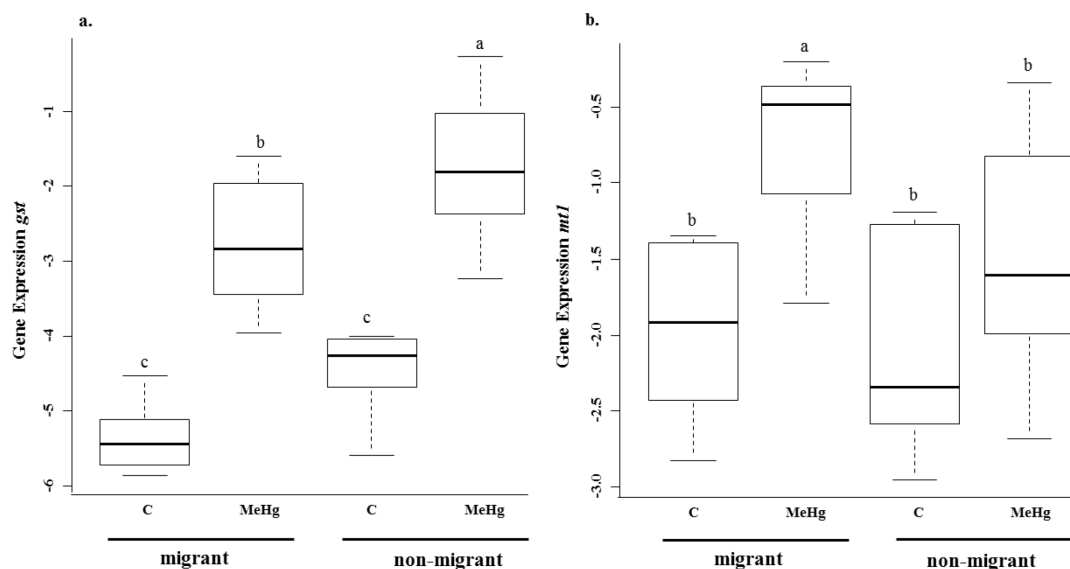 a.
Gene Expression gst
-1
-2
-3
-4
-5
-6
c
b
c
a
C
MeHg
C
MeHg
migrant
non-migrant
b.
Gene Expression mt1
-0.5
-1.0
-1.5
-2.0
-2.5
-3.0
b
a
b
b
C
MeHg
C
MeHg
migrant
non-migrant